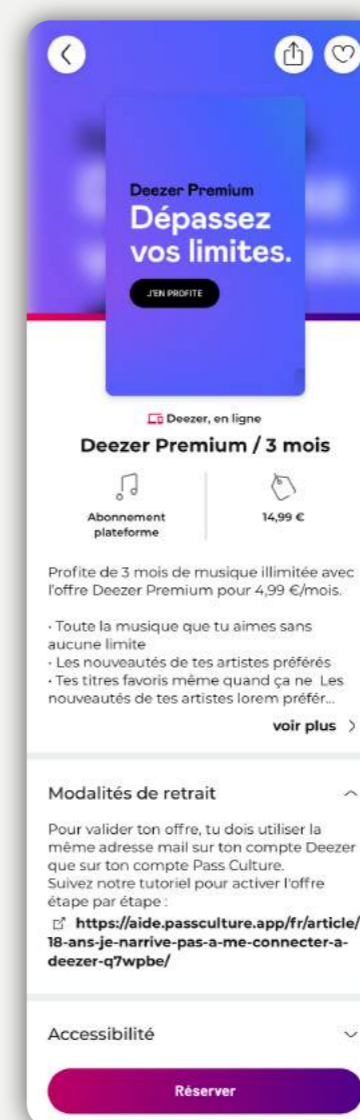 Deezer Premium
Dépassez
vos limites.
J'EN PROFITE
Deezer, en ligne
Deezer Premium / 3 mois
Abonnement
plateforme
14,99 €
Profite de 3 mois de musique illimitée avec
l'offre Deezer Premium pour 4,99 €/mois.
• Toute la musique que tu aimes sans
aucune limite
• Les nouveautés de tes artistes préférés
• Tes titres favoris même quand ça ne Les
nouveautés de tes artistes lorem préfér...
voir plus
Modalités de retrait
Pour valider ton offre, tu dois utiliser la
même adresse mail sur ton compte Deezer
que sur ton compte Pass Culture.
Suivez notre tutoriel pour activer l'offre
étape par étape :
https://aide.passculture.app/fr/article/
18-ans-je-narrive-pas-a-me-connecter-a-
deezer-q7wpbe/
Accessibilité
Réserver